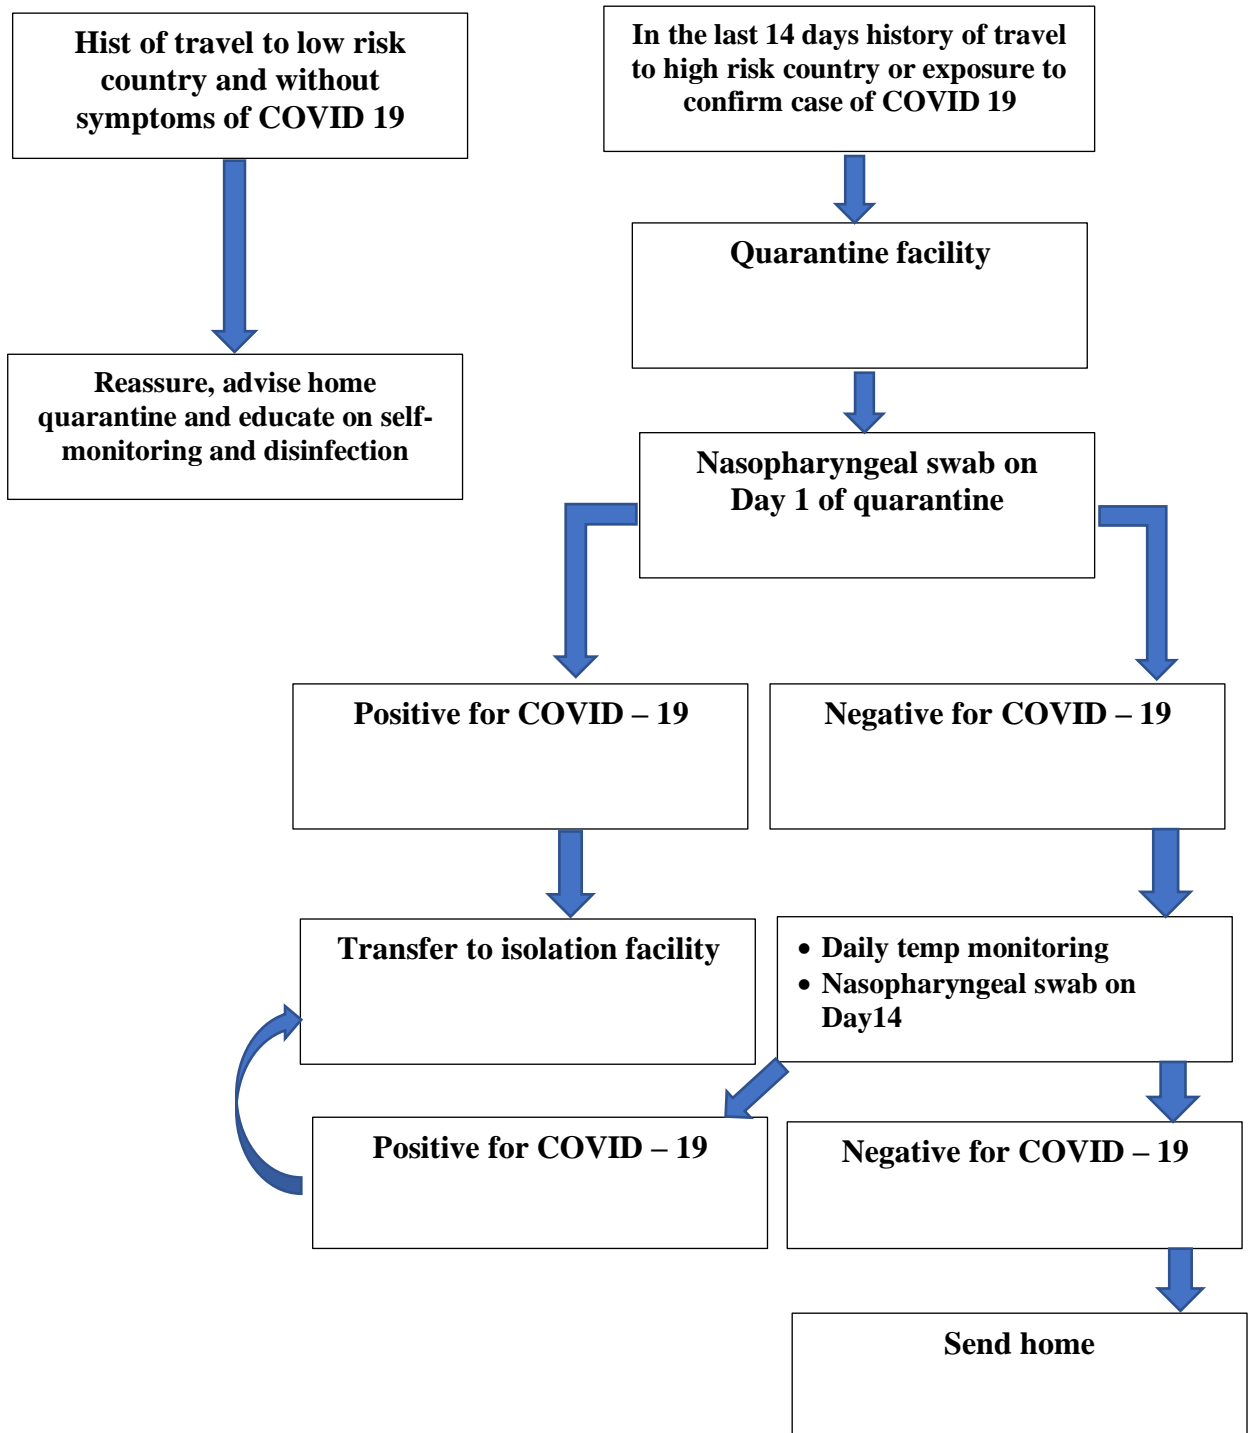 Hist of travel to low risk
country and without
symptoms of COVID 19
In the last 14 days history of travel
to high risk country or exposure to
confirm case of COVID 19
Quarantine facility
Reassure, advise home
quarantine and educate on self-
monitoring and disinfection
Nasopharyngeal swab on
Day 1 of quarantine
Positive for COVID – 19
Negative for COVID – 19
Transfer to isolation facility
• Daily temp monitoring
• Nasopharyngeal swab on
Day14
Positive for COVID – 19
Negative for COVID – 19
Send home